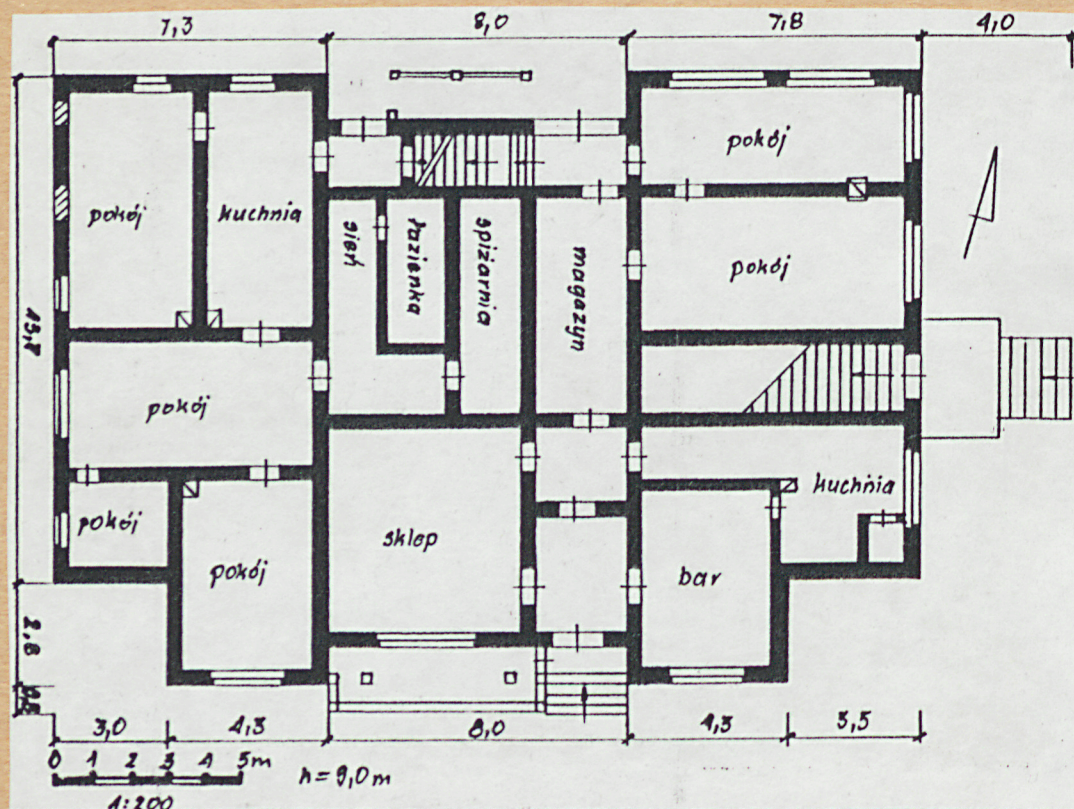 7,3
8,0
7,8
4,0
pokój
pokój
kuchnia
sień
łazienka
spiżarnia
magazyn
pokój
13,7
pokój
pokój
pokój
sklep
bar
kuchnia
2,8
3,0
4,3
8,0
4,3
3,5
0 1 2 3 4 5m
h = 9,0 m
1:200